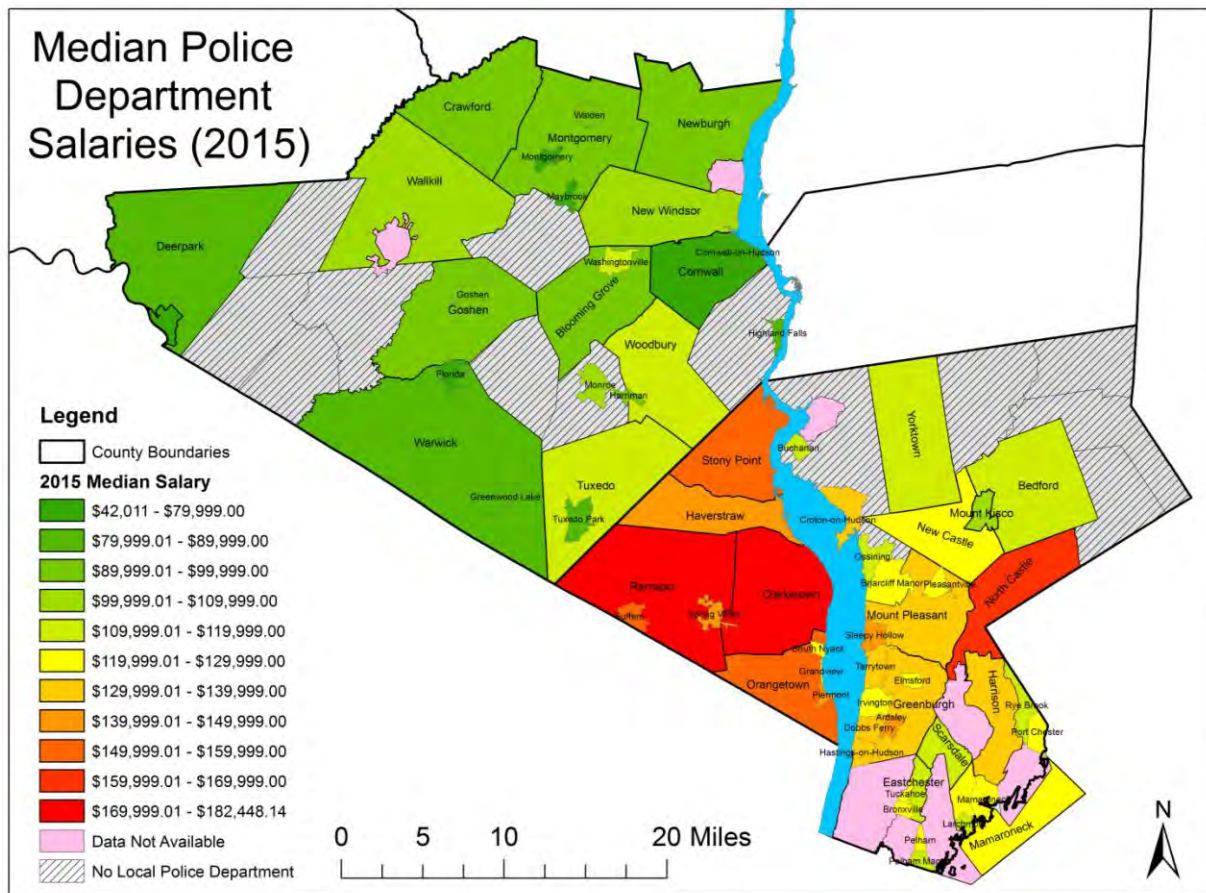 Median Police
Department
Salaries (2015)
Crawford
Walden
Montgomery
Montgomery
Newburgh
Wallkill
Maybrook
New Windsor
Deerpark
Cornwall-on-Hudson
Washingtonville
Cornwall
Goshen
Goshen
Blooming Grove
Highland Falls
Woodbury
Florida
Monroe
Harriman
Warwick
Greenwood Lake
Tuxedo
Tuxedo Park
Stony Point
Haverstraw
Ramapo
Clarkstown
Suffern
Spring Valley
South Nyack
Grandview
Piermont
Orangetown
Buchanan
Yorktown
Bedford
Mount Kisco
Croton-on-Hudson
New Castle
Ossining
Briarcliff Manor
Pleasantville
North Castle
Mount Pleasant
Sleepy Hollow
Tarrytown
Elmsford
Irvington
Greenburgh
Ardsley
Dobbs Ferry
Hastings-on-Hudson
Scarsdale
Harrison
Rye Brook
Port Chester
Eastchester
Tuckahoe
Bronxville
Mamaroneck
Mamaroneck
Pelham
Legend
County Boundaries
2015 Median Salary
$42,011 - $79,999.00
$79,999.01 - $89,999.00
$89,999.01 - $99,999.00
$99,999.01 - $109,999.00
$109,999.01 - $119,999.00
$119,999.01 - $129,999.00
$129,999.01 - $139,999.00
$139,999.01 - $149,999.00
$149,999.01 - $159,999.00
$159,999.01 - $169,999.00
$169,999.01 - $182,448.14
Data Not Available
No Local Police Department
0 5 10 20 Miles
N